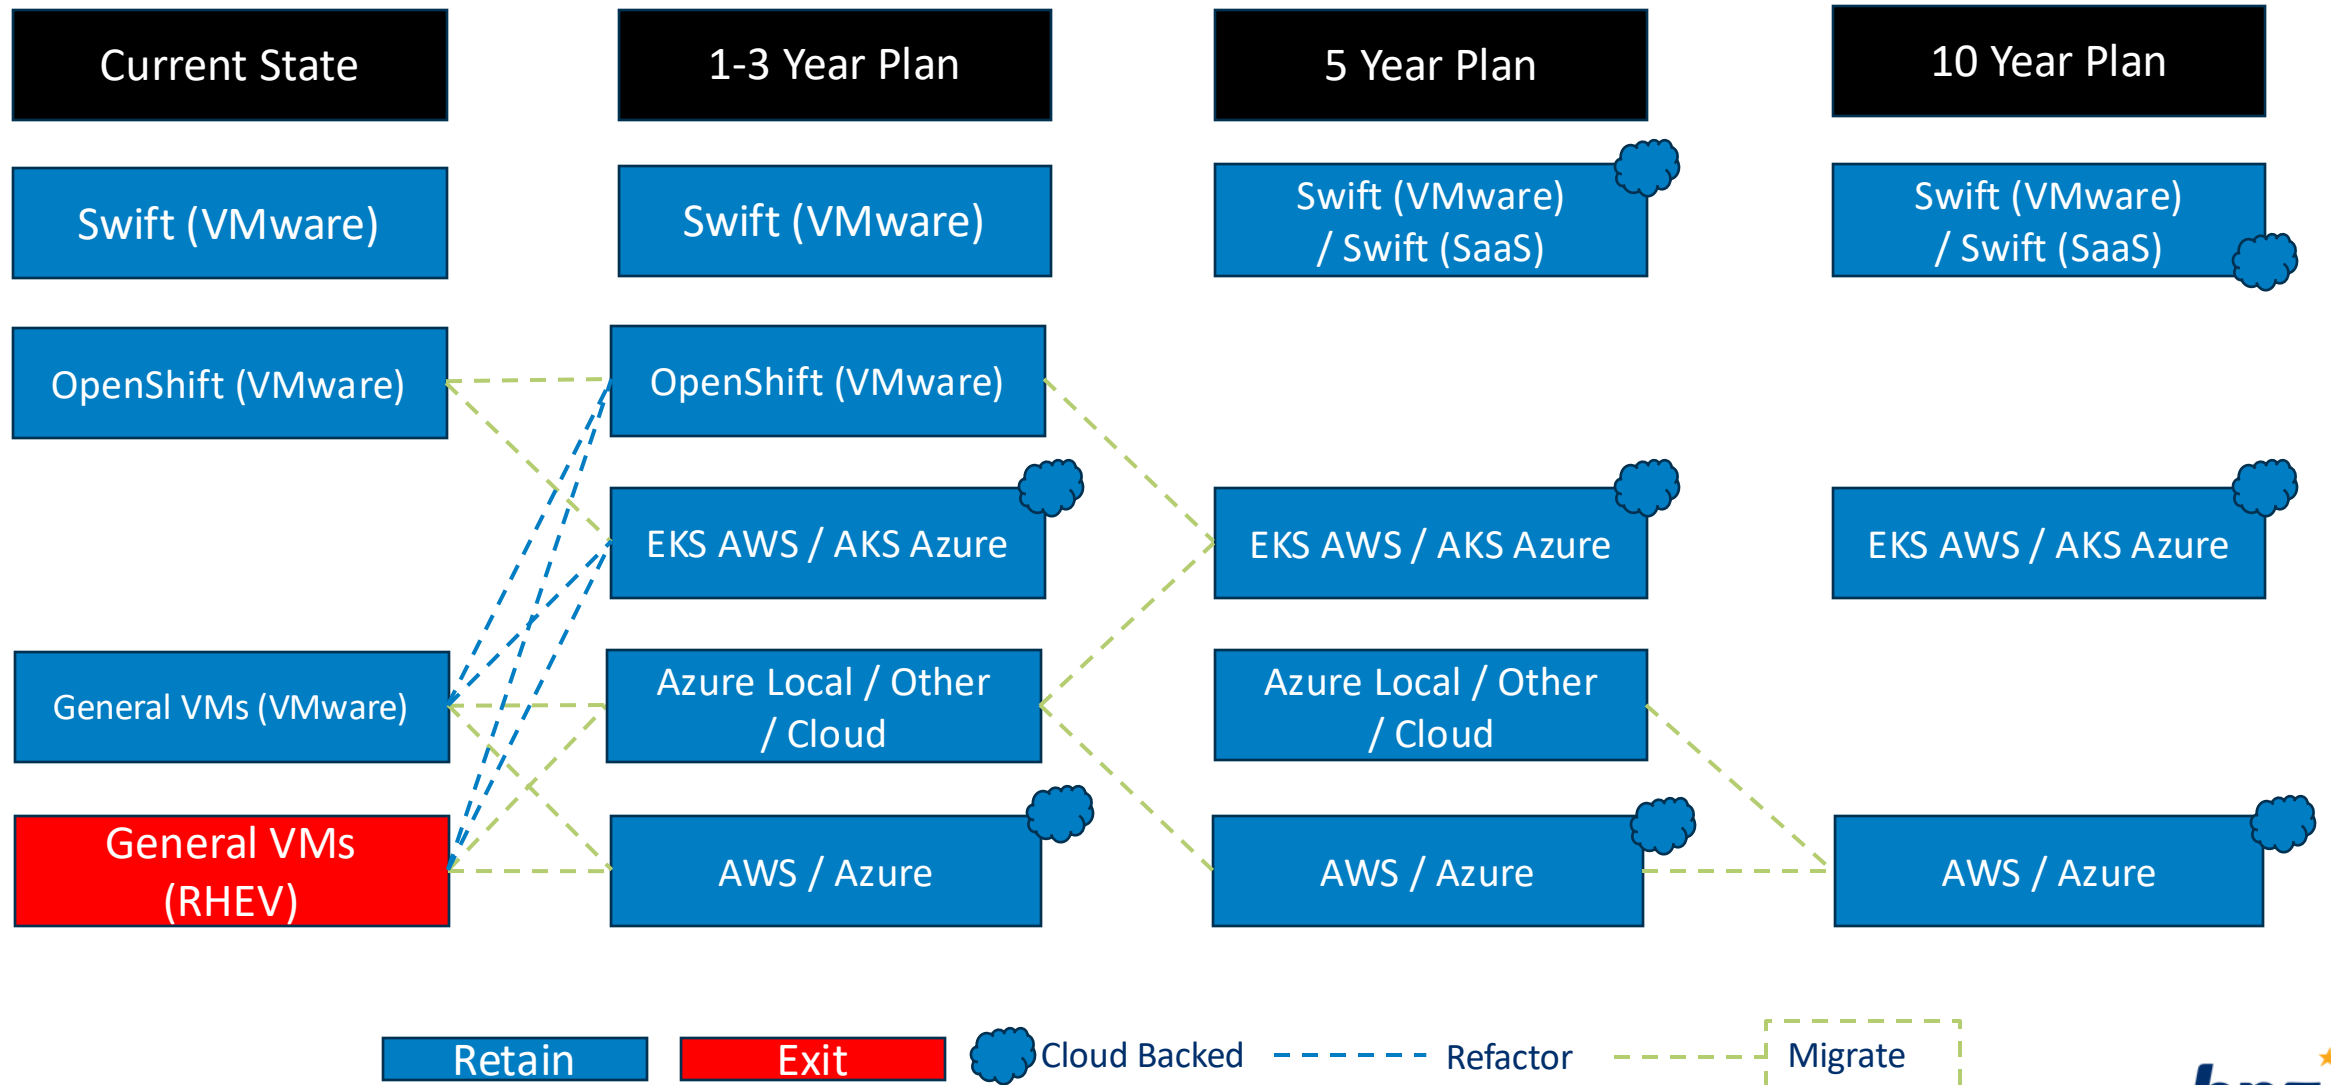 Current State
1-3 Year Plan
5 Year Plan
10 Year Plan
Swift (VMware)
Swift (VMware)
Swift (VMware)
/ Swift (SaaS)
Swift (VMware)
/ Swift (SaaS)
OpenShift (VMware)
OpenShift (VMware)
EKS AWS / AKS Azure
EKS AWS / AKS Azure
EKS AWS / AKS Azure
General VMs (VMware)
Azure Local / Other
/ Cloud
Azure Local / Other
/ Cloud
General VMs
(RHEV)
AWS / Azure
AWS / Azure
AWS / Azure
Retain
Exit
Cloud Backed
Refactor
Migrate